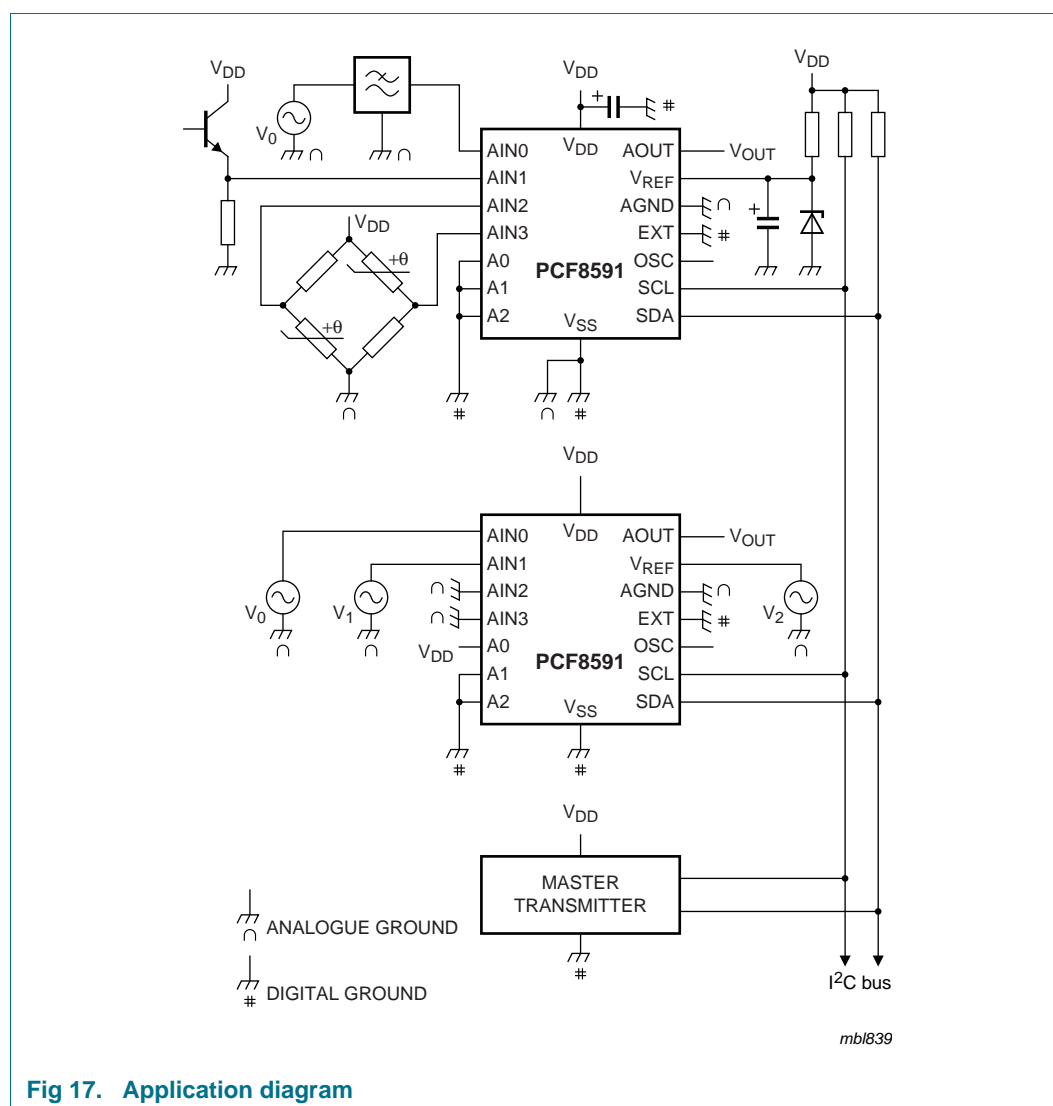 VDD
V0
VDD
+
#
VDD
AIN0
AIN1
AIN2
AIN3
A0
A1
A2
VDD
PCF8591
VSS
AOUT
VREF
AGND
EXT
OSC
SCL
SDA
VOUT
#
+
VDD
+θ
+θ
#
#
VDD
AIN0
AIN1
AIN2
AIN3
A0
A1
A2
VDD
PCF8591
VSS
AOUT
VREF
AGND
EXT
OSC
SCL
SDA
VOUT
#
V0
V1
VDD
V2
#
#
VDD
MASTER
TRANSMITTER
#
ANALOGUE GROUND
# DIGITAL GROUND
I2C bus
mbl839
Fig 17. Application diagram